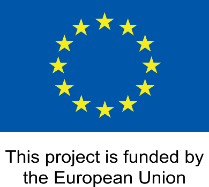 This project is funded by
the European Union